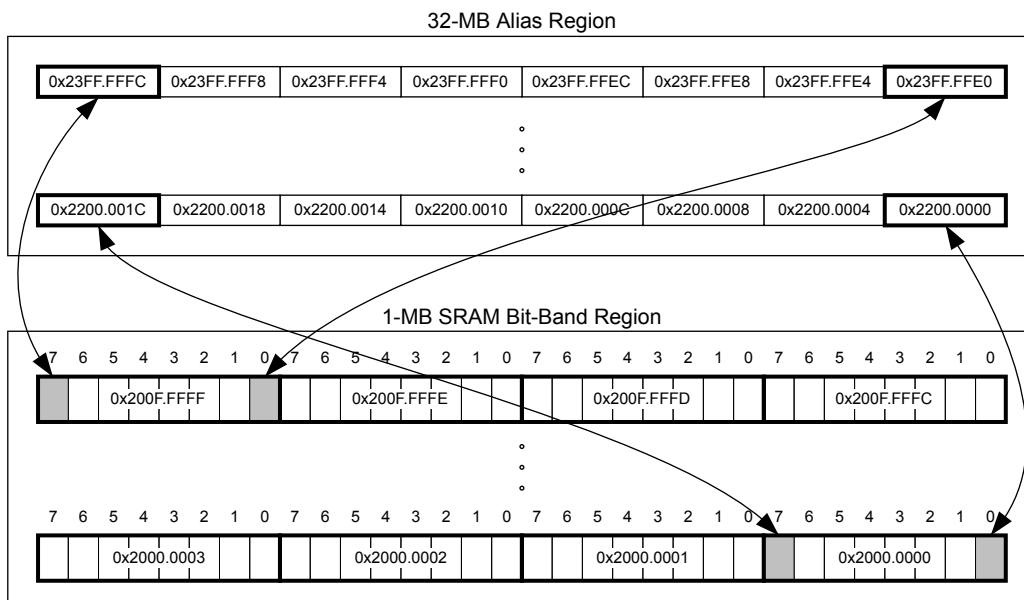 32-MB Alias Region
0x23FF.FFFC 0x23FF.FFF8 0x23FF.FFF4 0x23FF.FFF0 0x23FF.FFEC 0x23FF.FFE8 0x23FF.FFE4 0x23FF.FFE0
0x2200.001C 0x2200.0018 0x2200.0014 0x2200.0010 0x2200.000C 0x2200.0008 0x2200.0004 0x2200.0000
1-MB SRAM Bit-Band Region
7 6 5 4 3 2 1 0 7 6 5 4 3 2 1 0 7 6 5 4 3 2 1 0 7 6 5 4 3 2 1 0
0x200F.FFFF 0x200F.FFFE 0x200F.FFFD 0x200F.FFFC
7 6 5 4 3 2 1 0 7 6 5 4 3 2 1 0 7 6 5 4 3 2 1 0 7 6 5 4 3 2 1 0
0x2000.0003 0x2000.0002 0x2000.0001 0x2000.0000